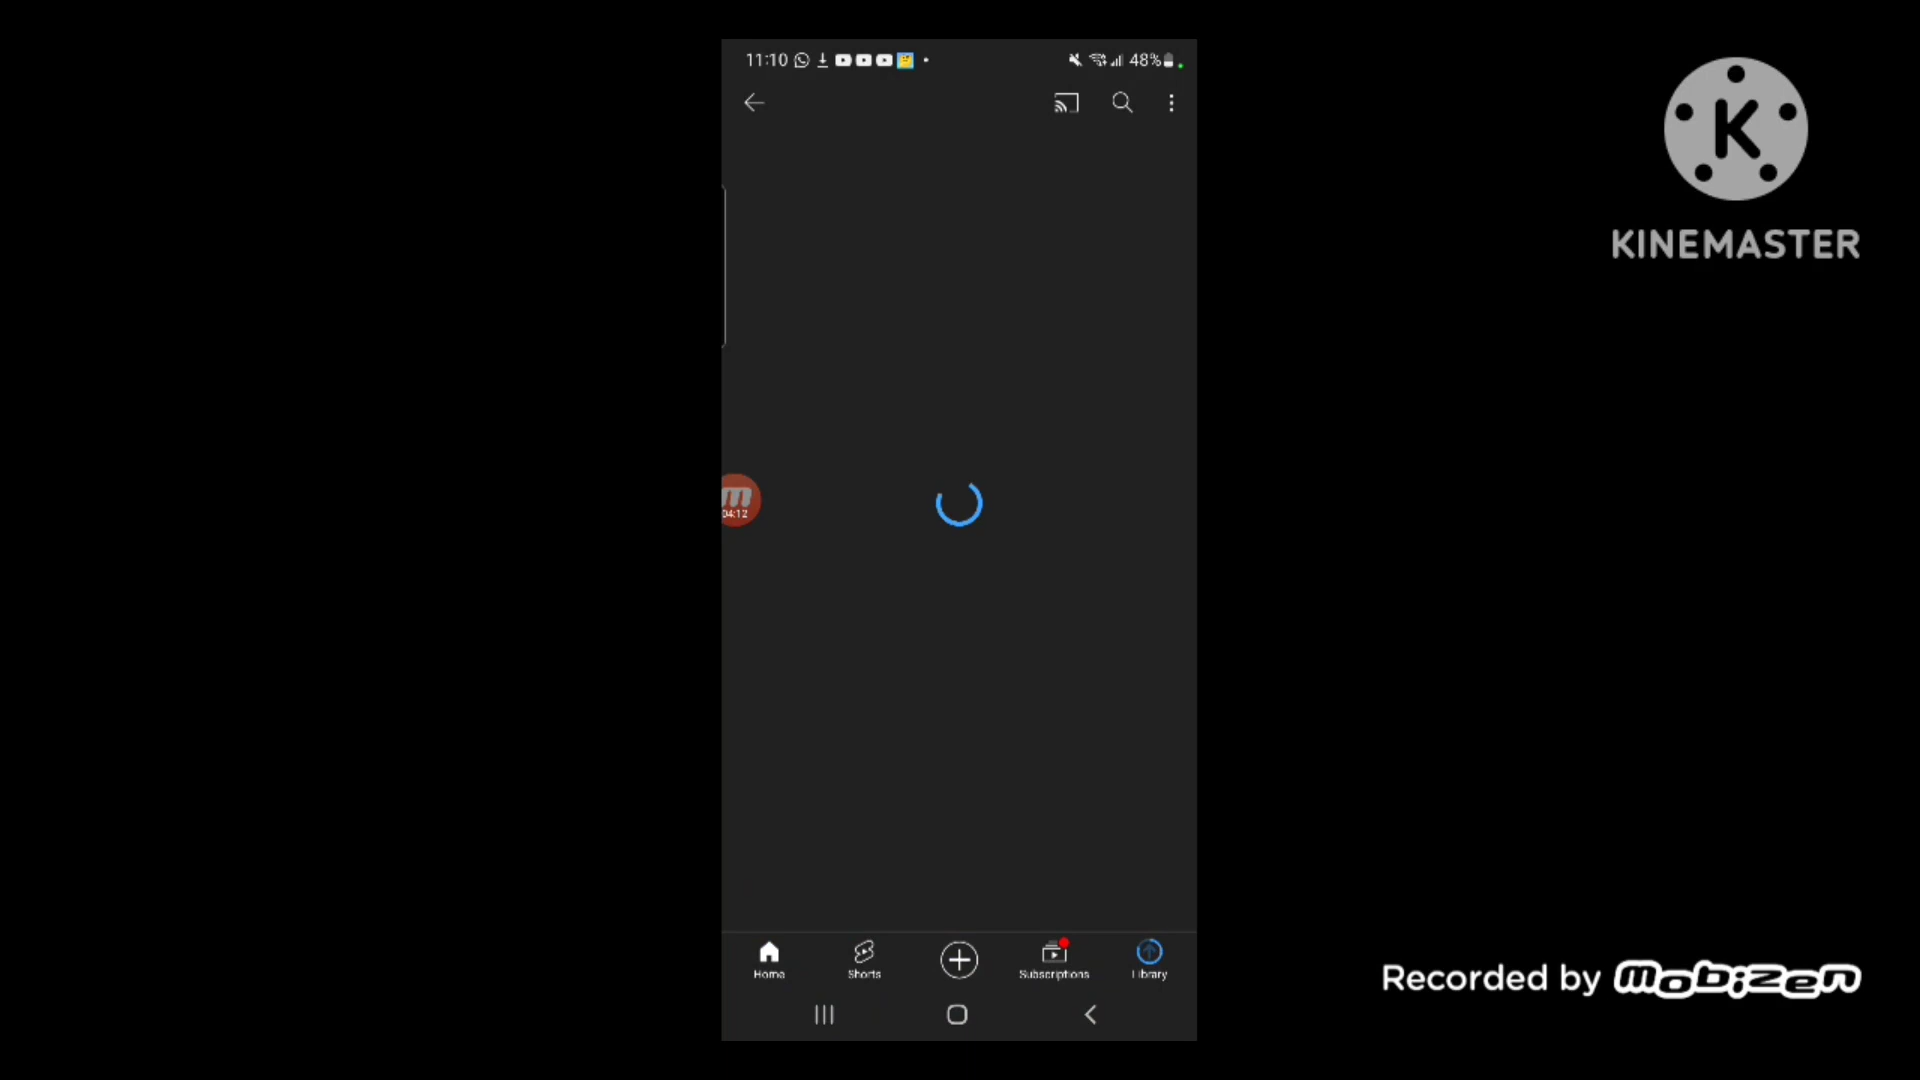 11:10
48%
K
KINEMASTER
m
04:12
Home
Shorts
Subscriptions
Library
Recorded by mobizen